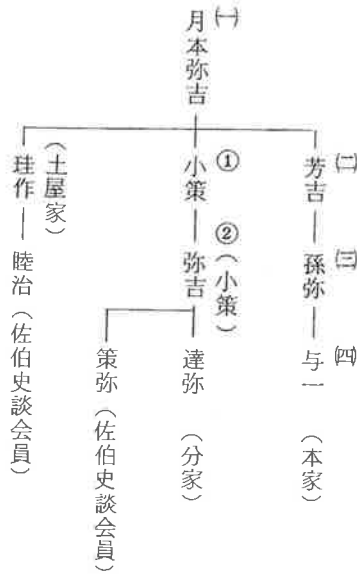 ㈠
月本弥吉
㈡
芳吉
㈢
孫弥
㈣
与一
（本家）
①
小策
②（小策）
弥吉
達弥
（分家）
策弥（佐伯史談会員）
（土屋家）
珪作
睦治（佐伯史談会員）